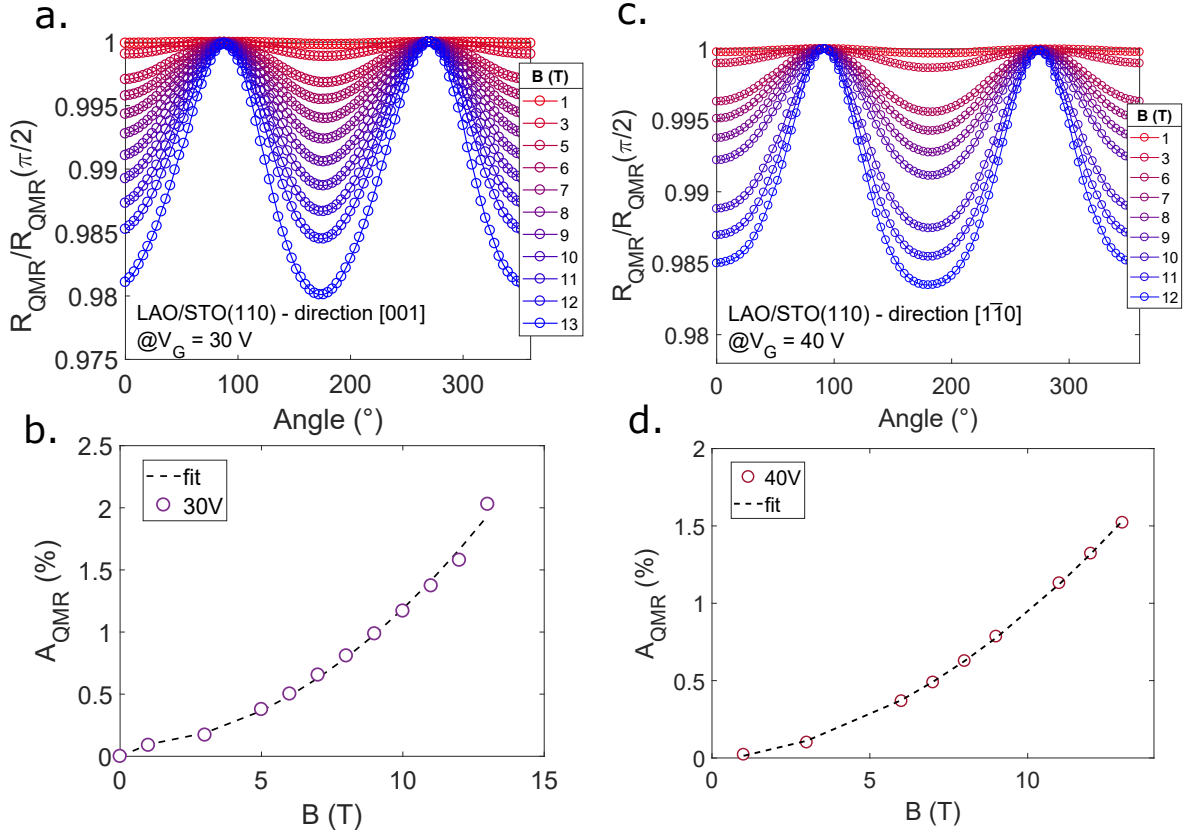 a.
R_QMR/R_QMR(π/2)
1
0.995
0.99
0.985
0.98
0.975
0
100
200
300
Angle (°)
LAO/STO(110) - direction [001]
@V_G = 30 V
B (T)
1
3
5
6
7
8
9
10
11
12
13
c.
R_QMR/R_QMR(π/2)
1
0.995
0.99
0.985
0.98
0
100
200
300
Angle (°)
LAO/STO(110) - direction [11̅0]
@V_G = 40 V
B (T)
1
3
6
7
8
9
10
11
12
b.
A_QMR (%)
2.5
2
1.5
1
0.5
0
0
5
10
15
B (T)
fit
30V
d.
A_QMR (%)
2
1.5
1
0.5
0
0
5
10
B (T)
40V
fit